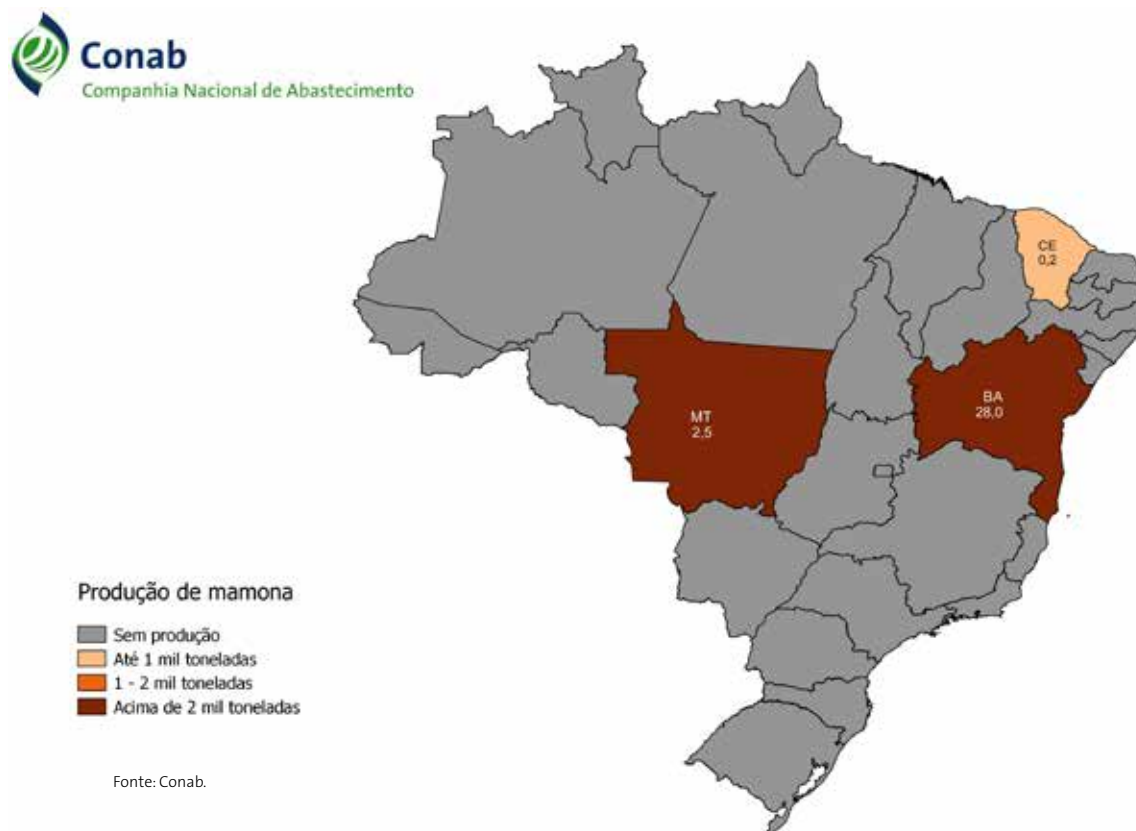 Conab
Companhia Nacional de Abastecimento
CE
0,2
BA
28,0
MT
2,5
Produção de mamona
Sem produção
Até 1 mil toneladas
1 - 2 mil toneladas
Acima de 2 mil toneladas
Fonte: Conab.